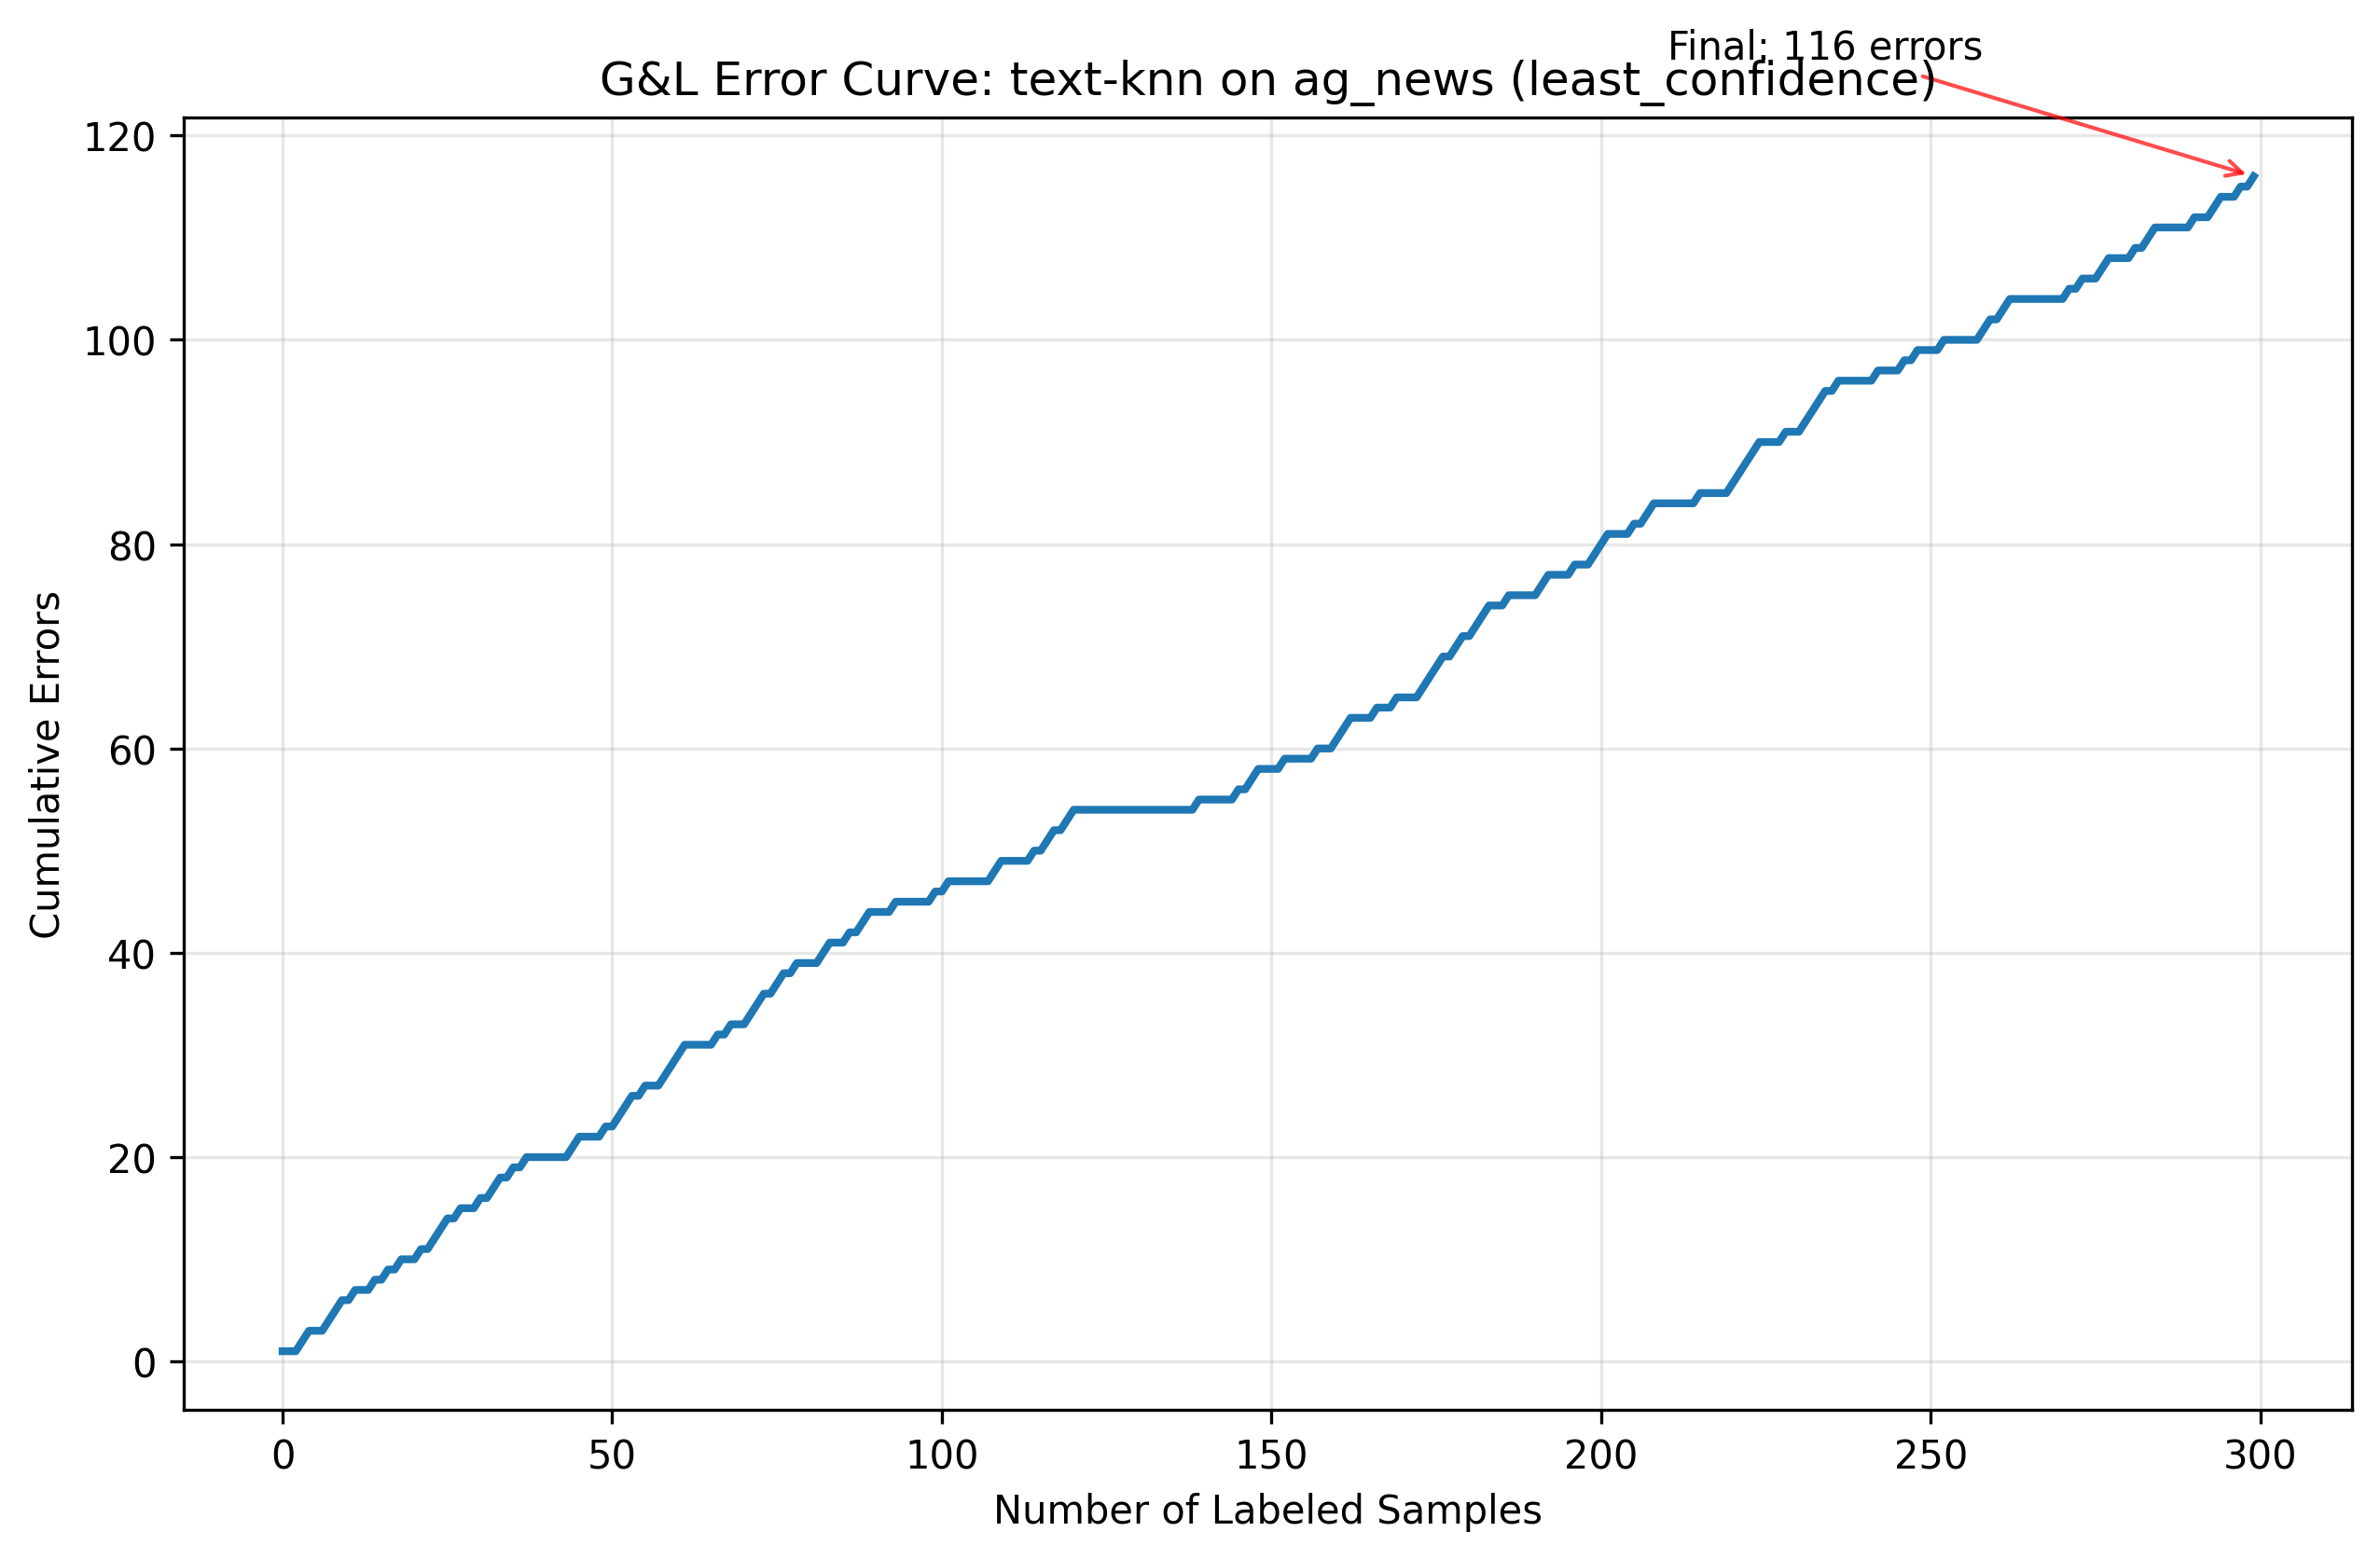 Final: 116 errors
G&L Error Curve: text-knn on ag_news (least_confidence)
120
100
80
60
40
20
0
Cumulative Errors
0 50 100 150 200 250 300
Number of Labeled Samples